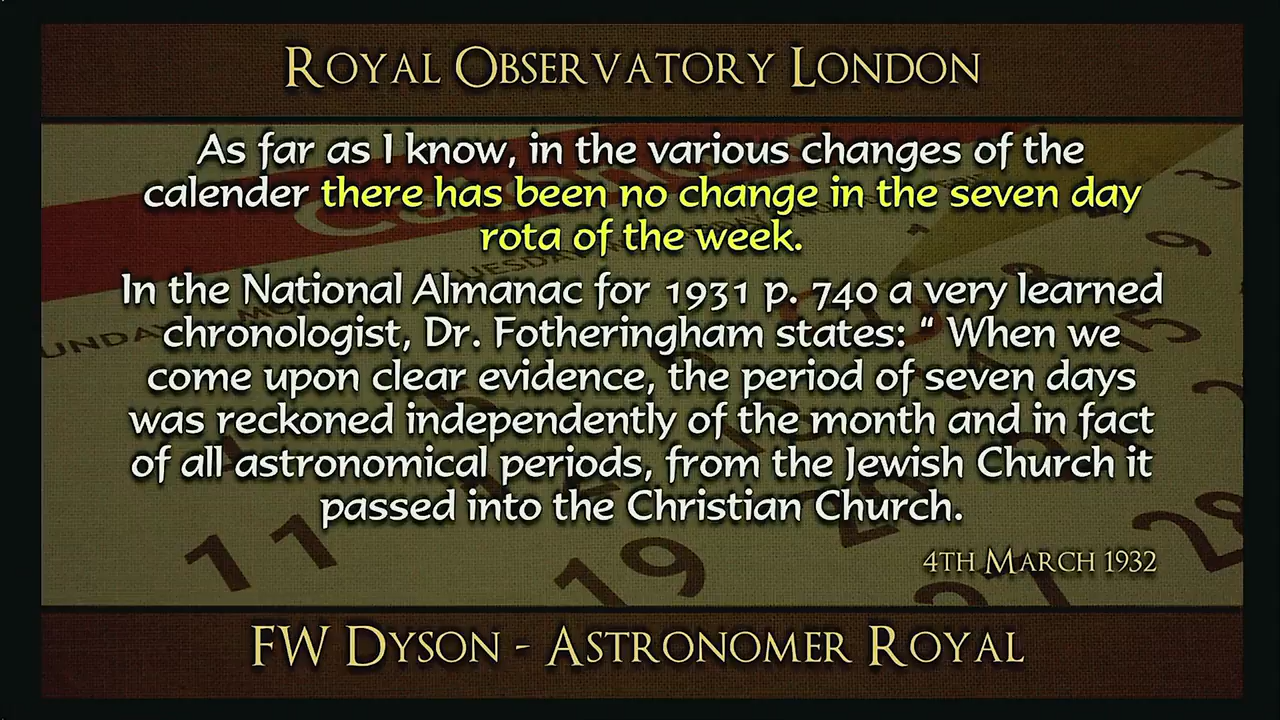 ROYAL OBSERVATORY LONDON
As far as I know, in the various changes of the
calender there has been no change in the seven day
rota of the week.
In the National Almanac for 1931 p. 740 a very learned
chronologist, Dr. Fotheringham states: “ When we
come upon clear evidence, the period of seven days
was reckoned independently of the month and in fact
of all astronomical periods, from the Jewish Church it
passed into the Christian Church.
4TH MARCH 1932
FW DYSON - ASTRONOMER ROYAL